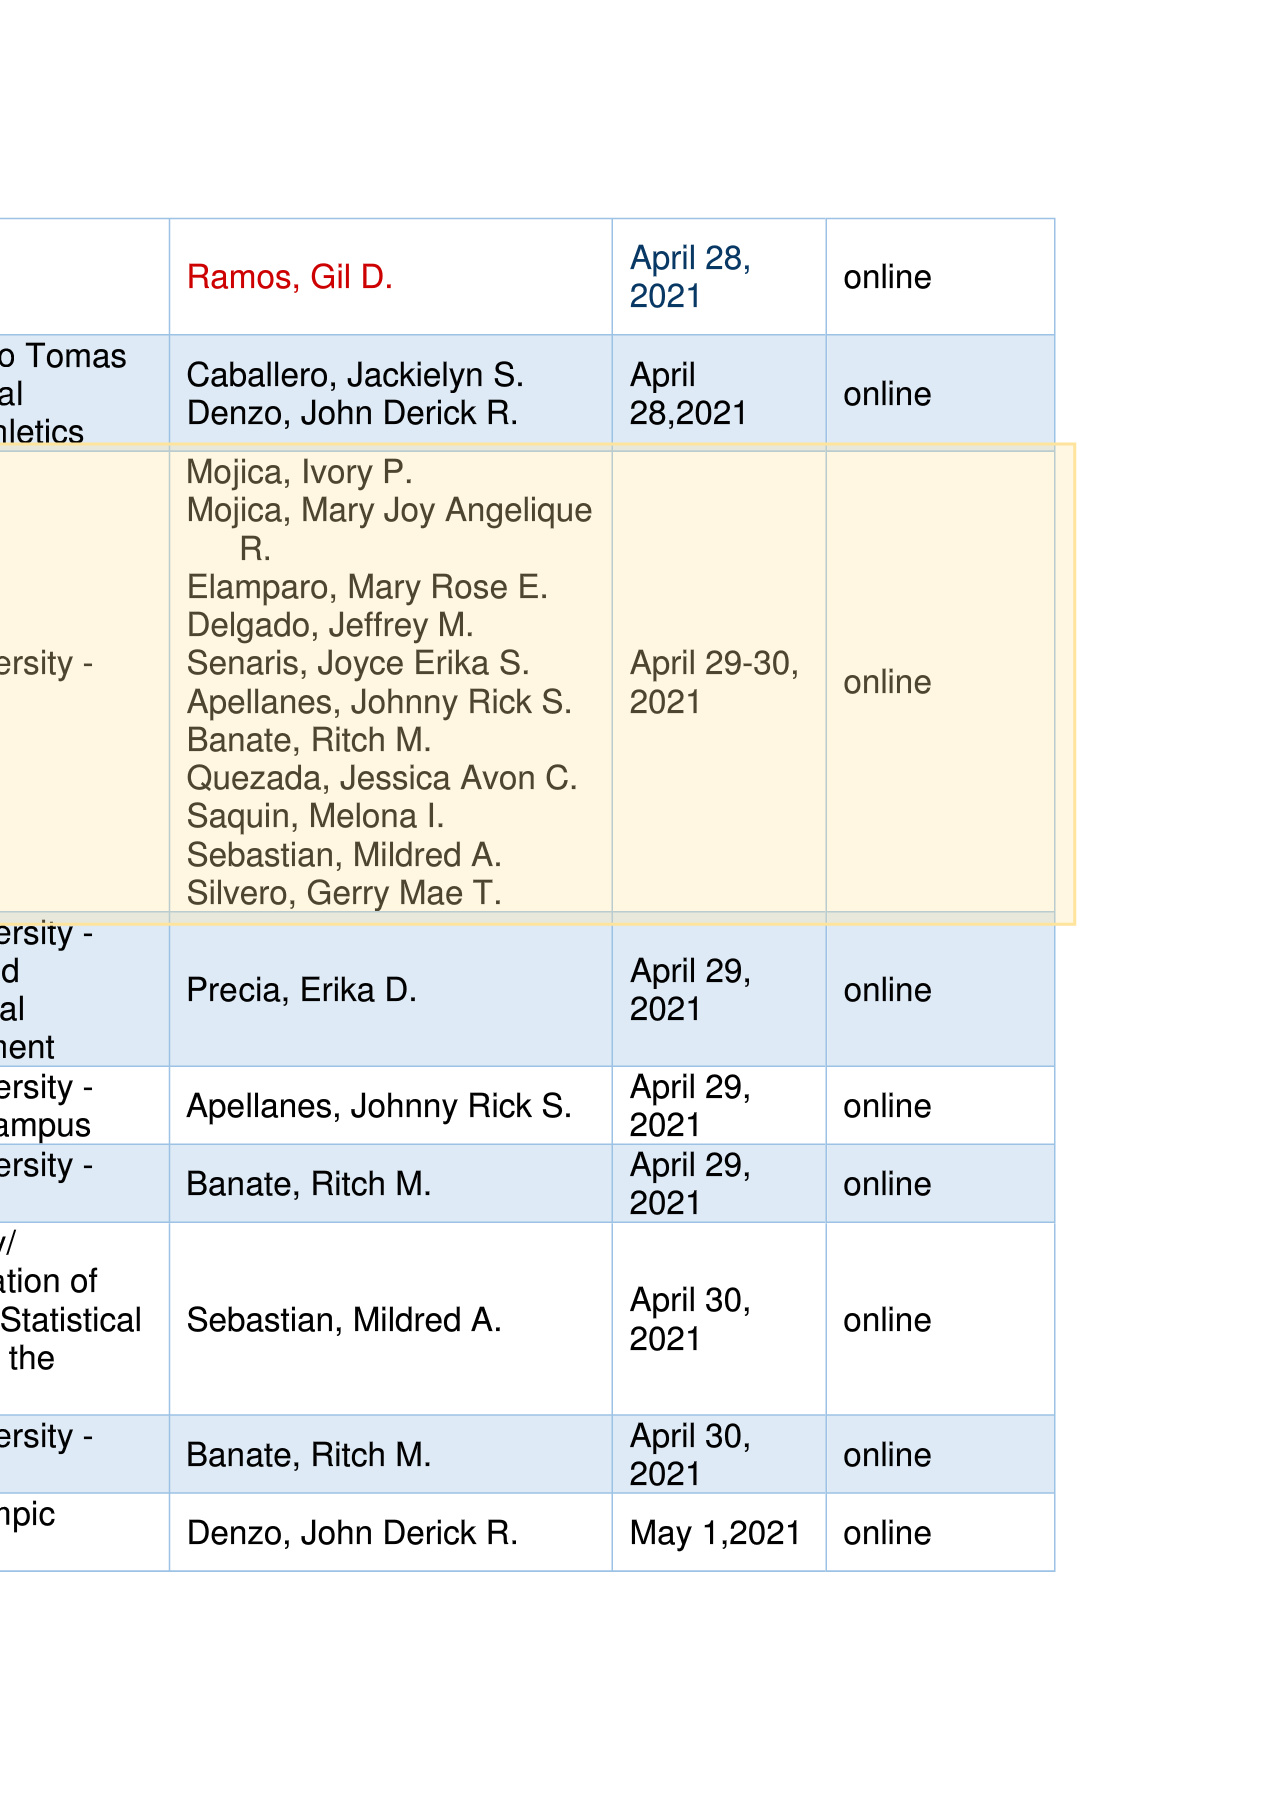 Ramos, Gil D.
April 28,
2021
online
o Tomas
al
letics
Caballero, Jackielyn S.
Denzo, John Derick R.
April
28,2021
online
ersity -
Mojica, Ivory P.
Mojica, Mary Joy Angelique
R.
Elamparo, Mary Rose E.
Delgado, Jeffrey M.
Senaris, Joyce Erika S.
Apellanes, Johnny Rick S.
Banate, Ritch M.
Quezada, Jessica Avon C.
Saquin, Melona I.
Sebastian, Mildred A.
Silvero, Gerry Mae T.
April 29-30,
2021
online
ersity -
d
al
ent
Precia, Erika D.
April 29,
2021
online
ersity -
ampus
Apellanes, Johnny Rick S.
April 29,
2021
online
ersity -
Banate, Ritch M.
April 29,
2021
online
/
ation of
Statistical
the
Sebastian, Mildred A.
April 30,
2021
online
ersity -
Banate, Ritch M.
April 30,
2021
online
mpic
Denzo, John Derick R.
May 1,2021
online